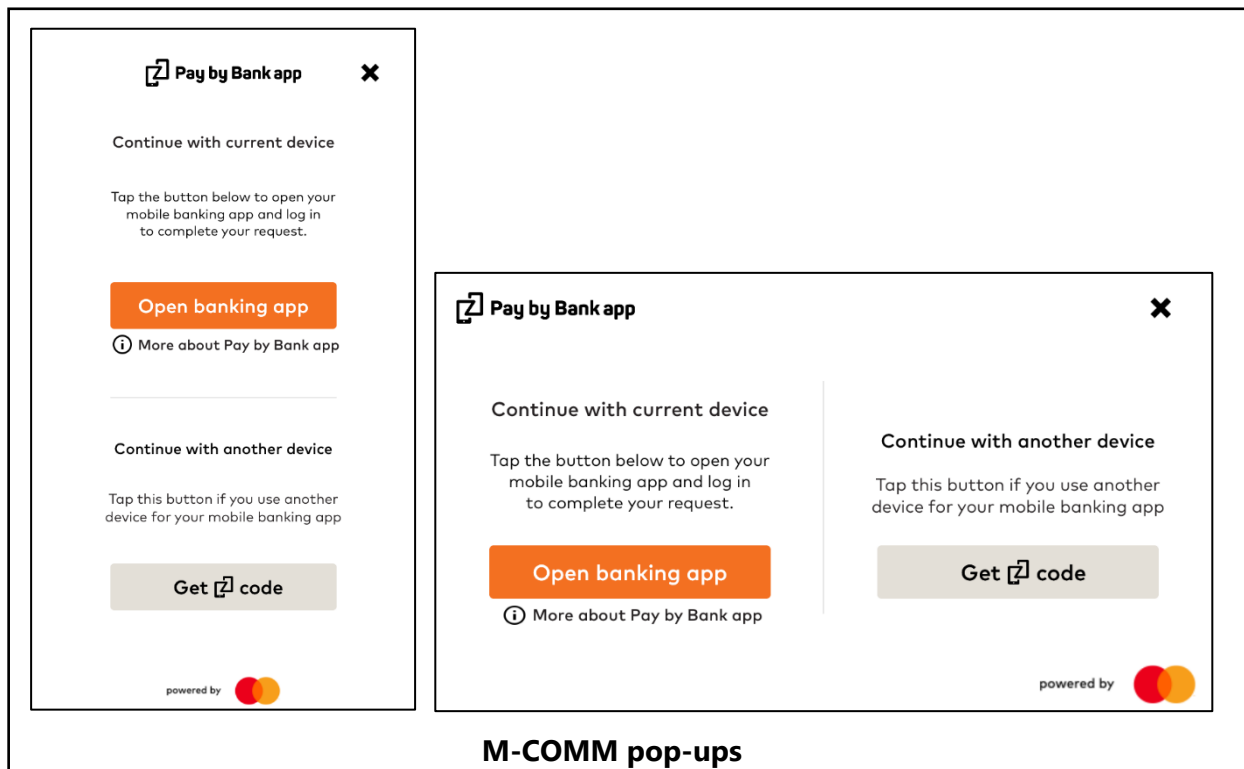 Pay by Bank app
Continue with current device
Tap the button below to open your
mobile banking app and log in
to complete your request.
Open banking app
More about Pay by Bank app
Continue with another device
Tap this button if you use another
device for your mobile banking app
Get code
powered by
Pay by Bank app
Continue with current device
Tap the button below to open your
mobile banking app and log in
to complete your request.
Open banking app
More about Pay by Bank app
Continue with another device
Tap this button if you use another
device for your mobile banking app
Get code
powered by
M-COMM pop-ups